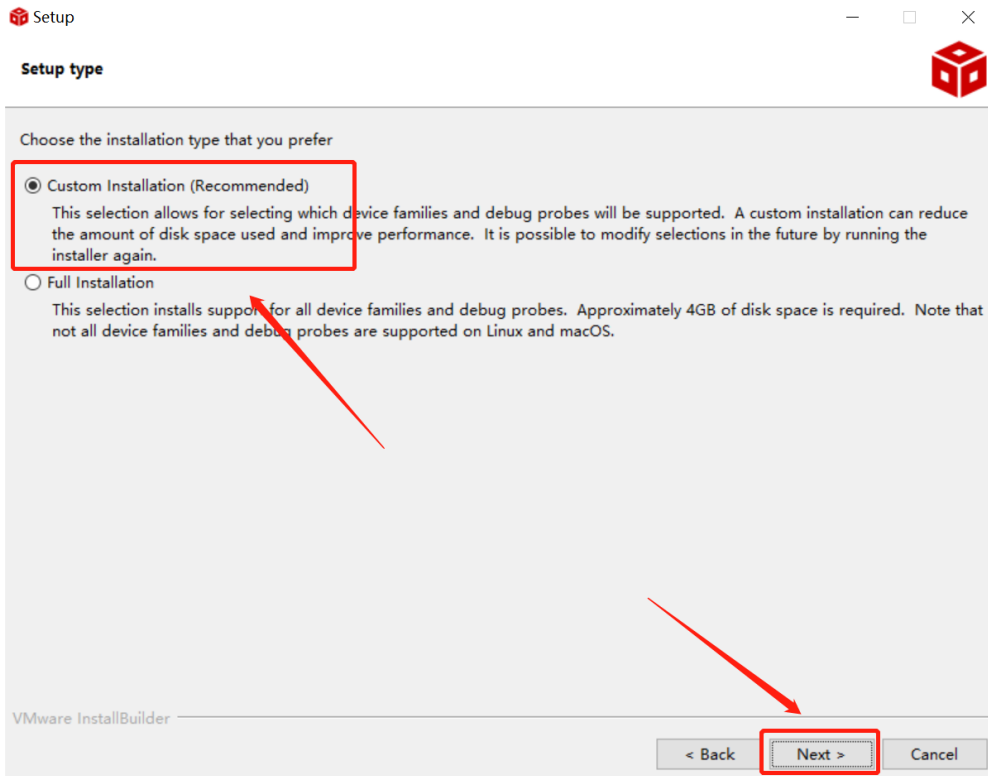 Setup
Setup type
Choose the installation type that you prefer
Custom Installation (Recommended)
This selection allows for selecting which device families and debug probes will be supported.  A custom installation can reduce
the amount of disk space used and improve performance.  It is possible to modify selections in the future by running the
installer again.
Full Installation
This selection installs support for all device families and debug probes.  Approximately 4GB of disk space is required.  Note that
not all device families and debug probes are supported on Linux and macOS.
VMware InstallBuilder
< Back Next > Cancel